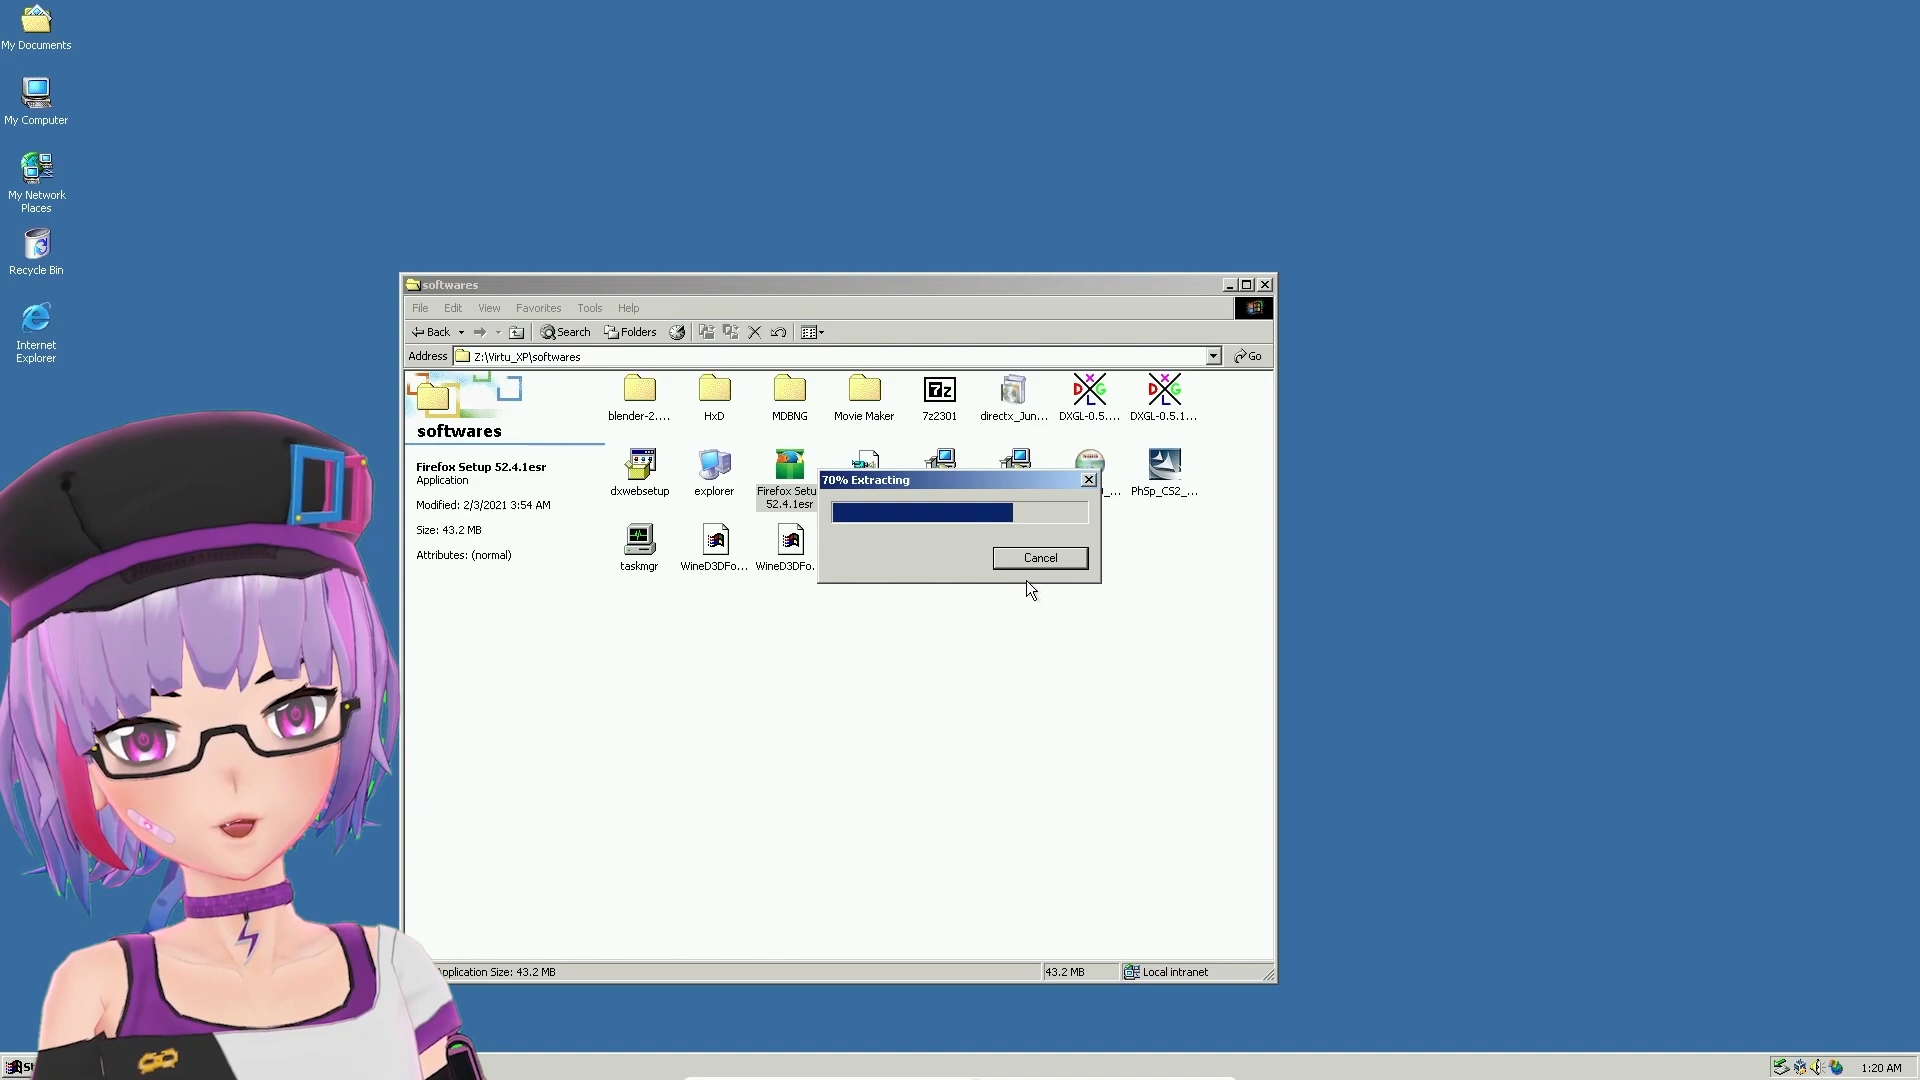 My Documents
My Computer
My Network
Places
Recycle Bin
Internet
Explorer
softwares
File Edit View Favorites Tools Help
Back Search Folders
Address Z:\Virtu_XP\softwares Go
softwares
Firefox Setup 52.4.1esr
Application
Modified: 2/3/2021 3:54 AM
Size: 43.2 MB
Attributes: (normal)
blender-2.... HxD MDBNG Movie Maker 7z2301 directx_Jun... DXGL-0.5.... DXGL-0.5.1...
7z
D X G L
D X G L
dxwebsetup explorer Firefox Setu
52.4.1esr
PhSp_CS2_...
taskmgr WineD3DFo... WineD3DFo.
70% Extracting
Cancel
Application Size: 43.2 MB 43.2 MB Local intranet
1:20 AM